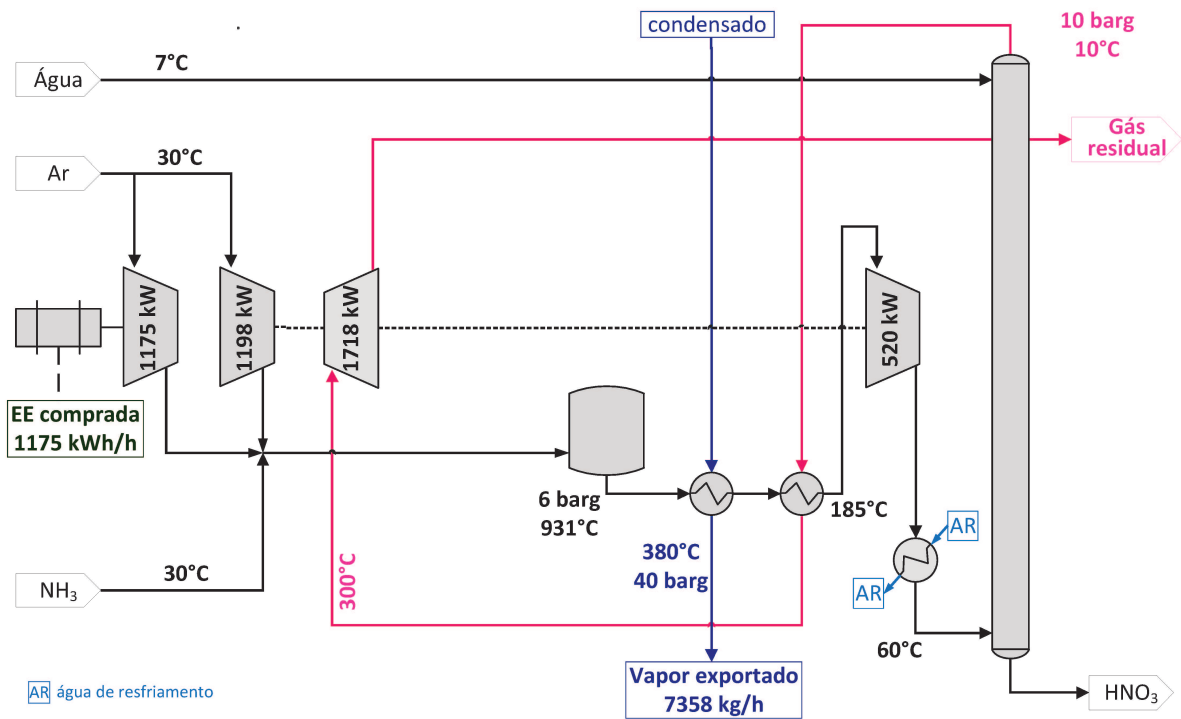 condensado
10 barg
10°C
Água
7°C
Gás
residual
Ar
30°C
1175 kW
1198 kW
1718 kW
520 kW
EE comprada
1175 kWh/h
6 barg
931°C
185°C
AR
380°C
40 barg
300°C
NH₃
30°C
AR
60°C
Vapor exportado
7358 kg/h
AR água de resfriamento
HNO₃